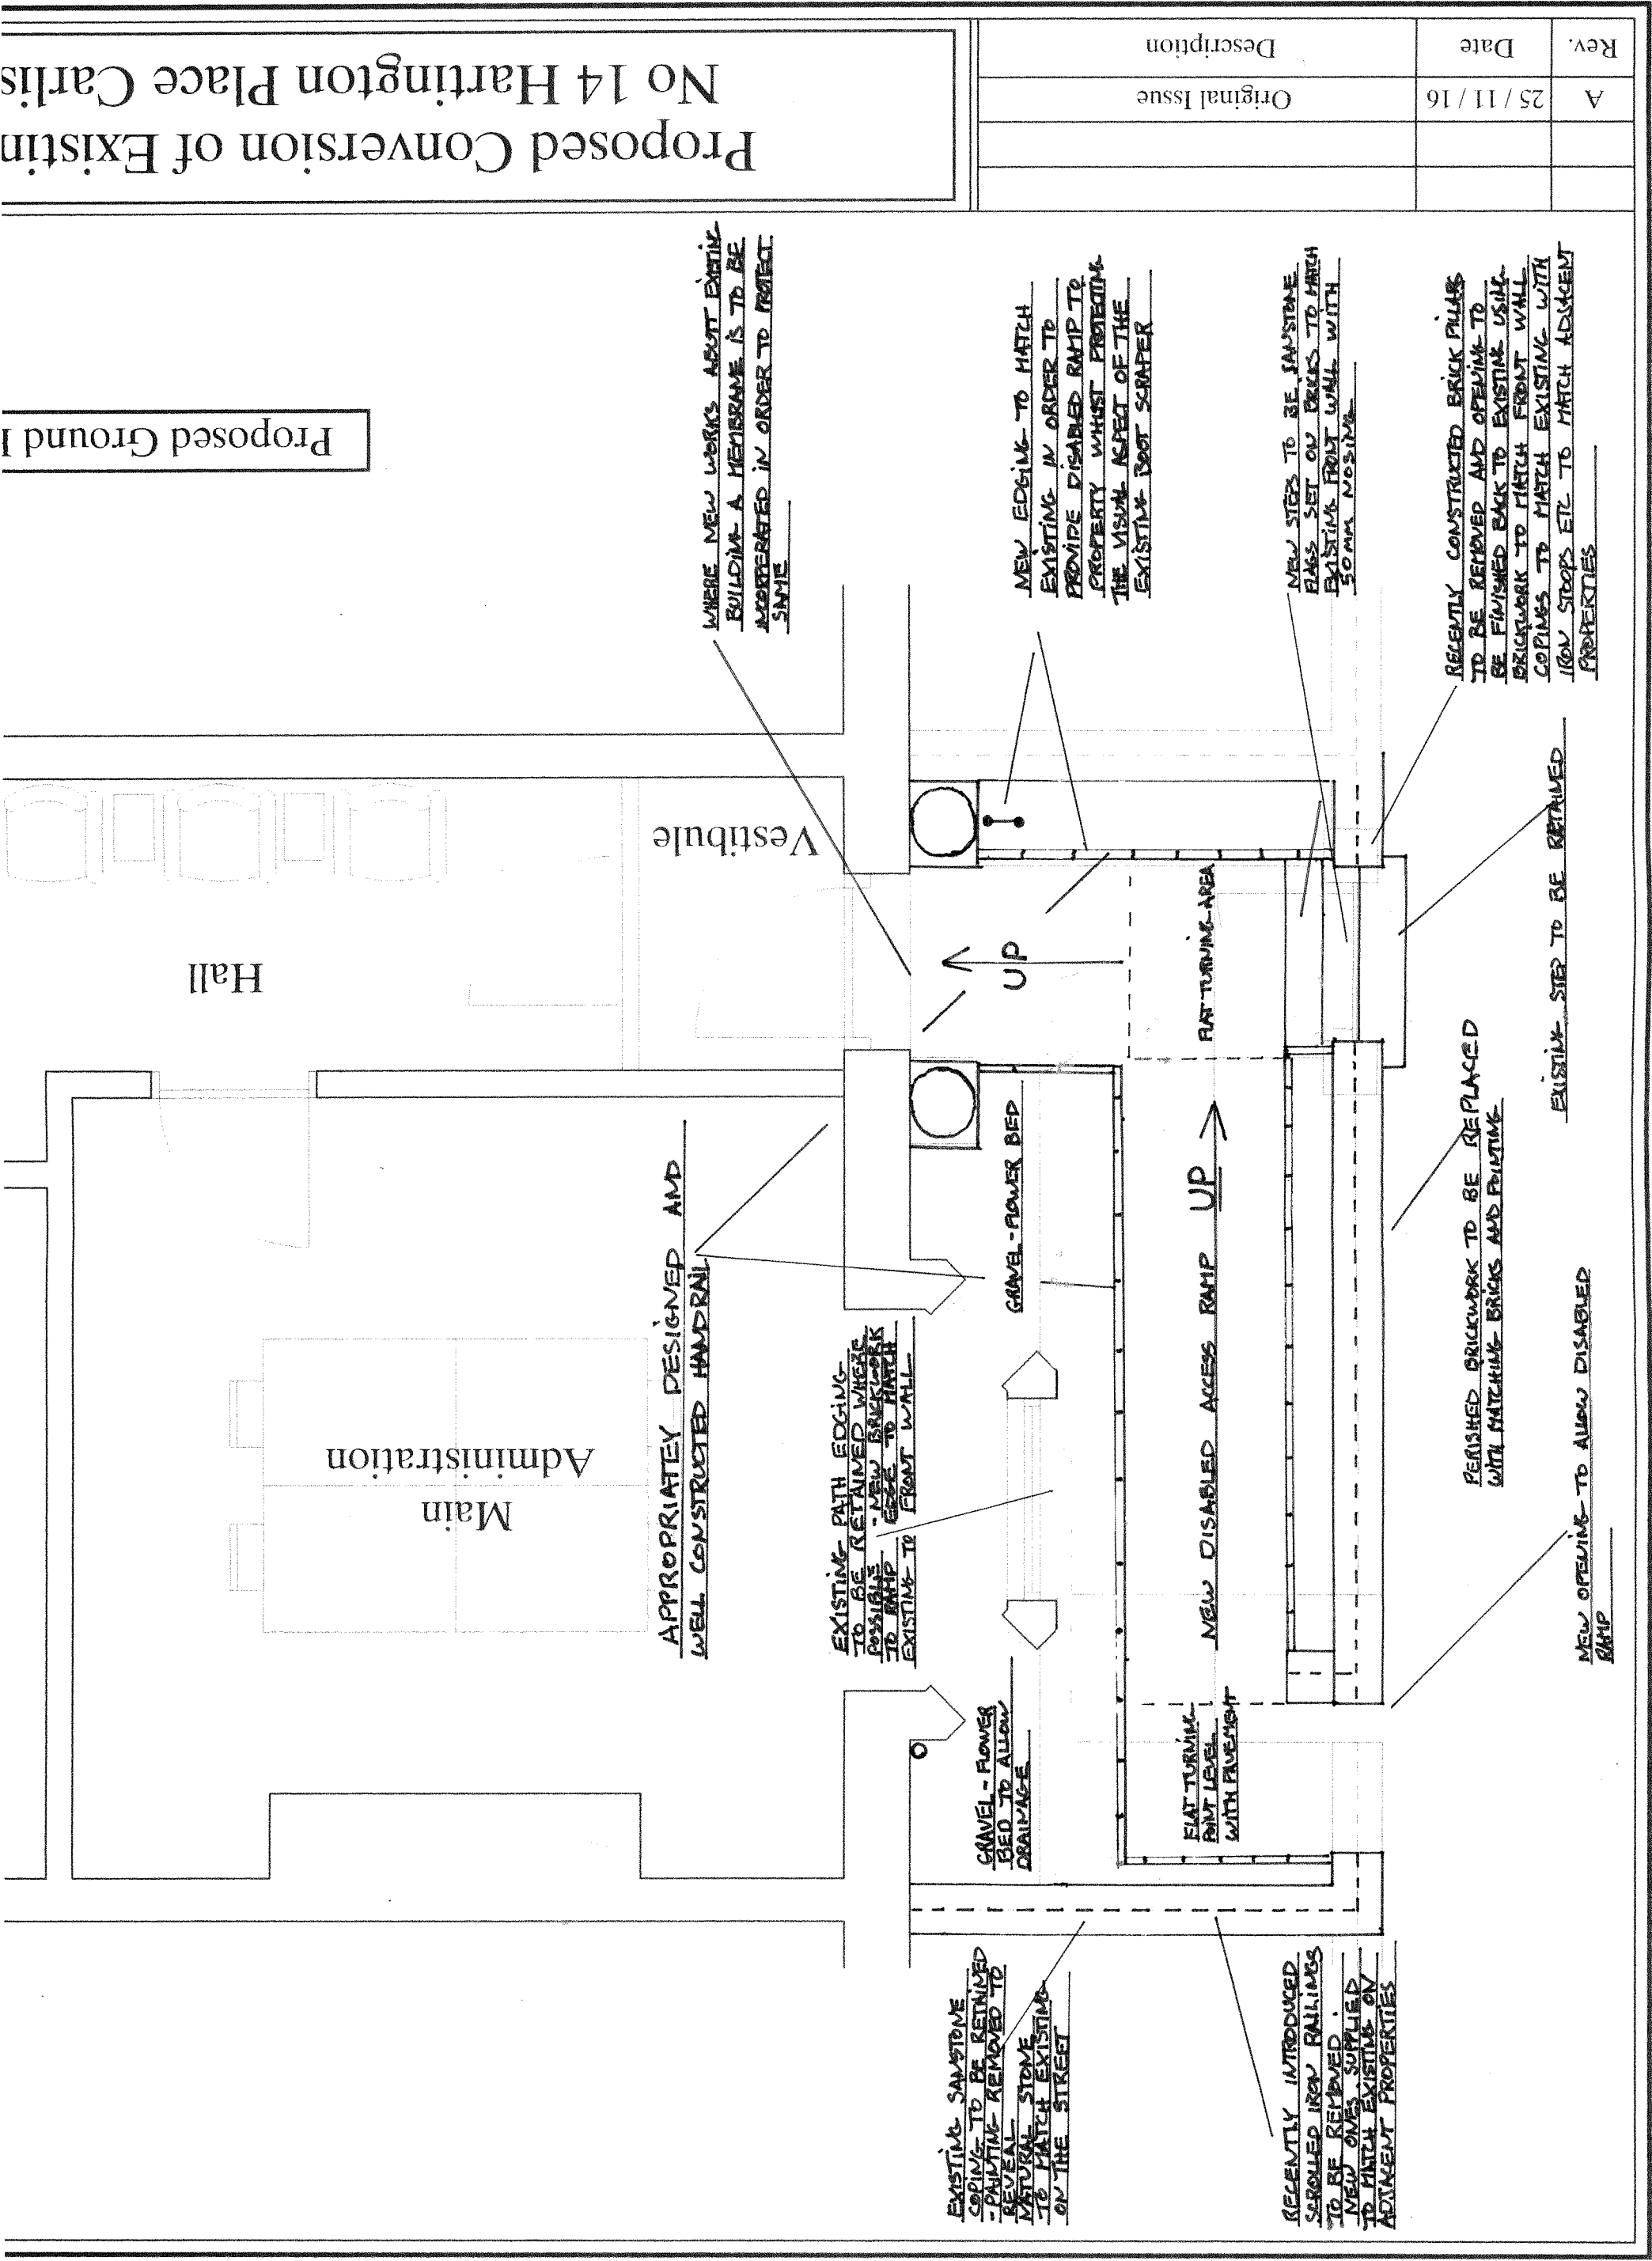 Rev.
Date
Description
A
25 / 11 / 16
Original Issue
Proposed Conversion of Existin
No 14 Hartington Place Carlis
Proposed Ground
WHERE NEW WORKS ABUTT EXISTING
BUILDING A MEMBRANE IS TO BE
INCORPERATED IN ORDER TO PROTECT
SAME
NEW EDGING TO MATCH
EXISTING IN ORDER TO
PROVIDE DISABLED RAMP TO
PROPERTY WHILST PROTECTING
THE VISUAL ASPECT OF THE
EXISTING BOOT SCRAPER
NEW STEPS TO BE SANSTONE
FLAGS SET ON BRICKS TO MATCH
EXISTING FRONT WALL WITH
50MM NOSING
RECENTLY CONSTRUCTED BRICK PILLARS
TO BE REMOVED AND OPENING TO
BE FINISHED BACK TO EXISTING USING
BRICKWORK TO MATCH FRONT WALL
COPINGS TO MATCH EXISTING WITH
IRON STOOPS ETC TO MATCH ADJACENT
PROPERTIES
Vestibule
Hall
UP
FLAT TURNING AREA
EXISTING STEP TO BE RETAINED
Main
Administration
APPROPRIATEY DESIGNED AND
WELL CONSTRUCTED HANDRAIL
EXISTING PATH EDGING
TO BE RETAINED WHERE
POSSIBLE - NEW BRICKWORK
TO RAMP EDGE TO MATCH
EXISTING TO FRONT WALL
GRAVEL - FLOWER BED
NEW DISABLED ACCESS RAMP UP
PERISHED BRICKWORK TO BE REPLACED
WITH MATCHING BRICKS AND POINTING
NEW OPENING TO ALLOW DISABLED
RAMP
GRAVEL - FLOWER
BED TO ALLOW
DRAINAGE
FLAT TURNING
POINT LEVEL
WITH PAVEMENT
EXISTING SANSTONE
COPING TO BE RETAINED
- PAINTING REMOVED TO
REVEAL
NATURAL STONE
TO MATCH EXISTING
ON THE STREET
RECENTLY INTRODUCED
SCROLLED IRON RAILINGS
TO BE REMOVED.
NEW ONES SUPPLIED
TO MATCH EXISTING ON
ADJACENT PROPERTIES